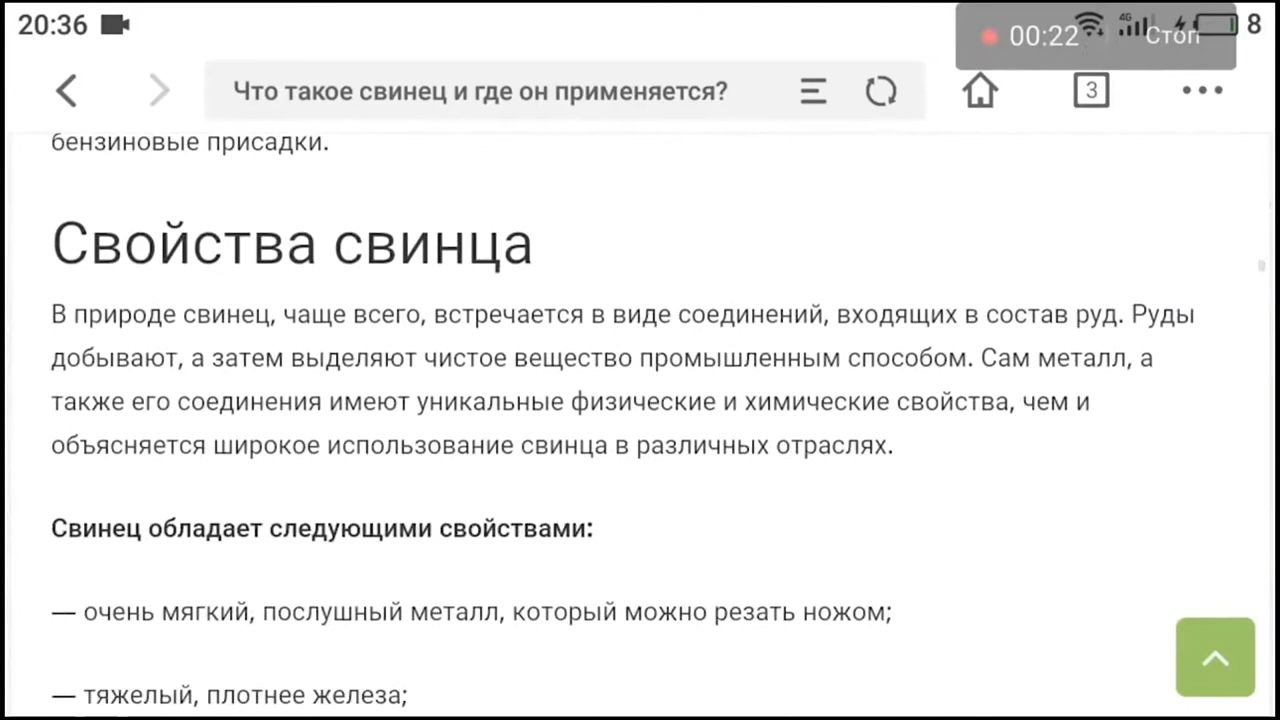 20:36
00:22 4G Стоп 8
Что такое свинец и где он применяется? 3
бензиновые присадки.
Свойства свинца
В природе свинец, чаще всего, встречается в виде соединений, входящих в состав руд. Руды
добывают, а затем выделяют чистое вещество промышленным способом. Сам металл, а
также его соединения имеют уникальные физические и химические свойства, чем и
объясняется широкое использование свинца в различных отраслях.
Свинец обладает следующими свойствами:
— очень мягкий, послушный металл, который можно резать ножом;
— тяжелый, плотнее железа;